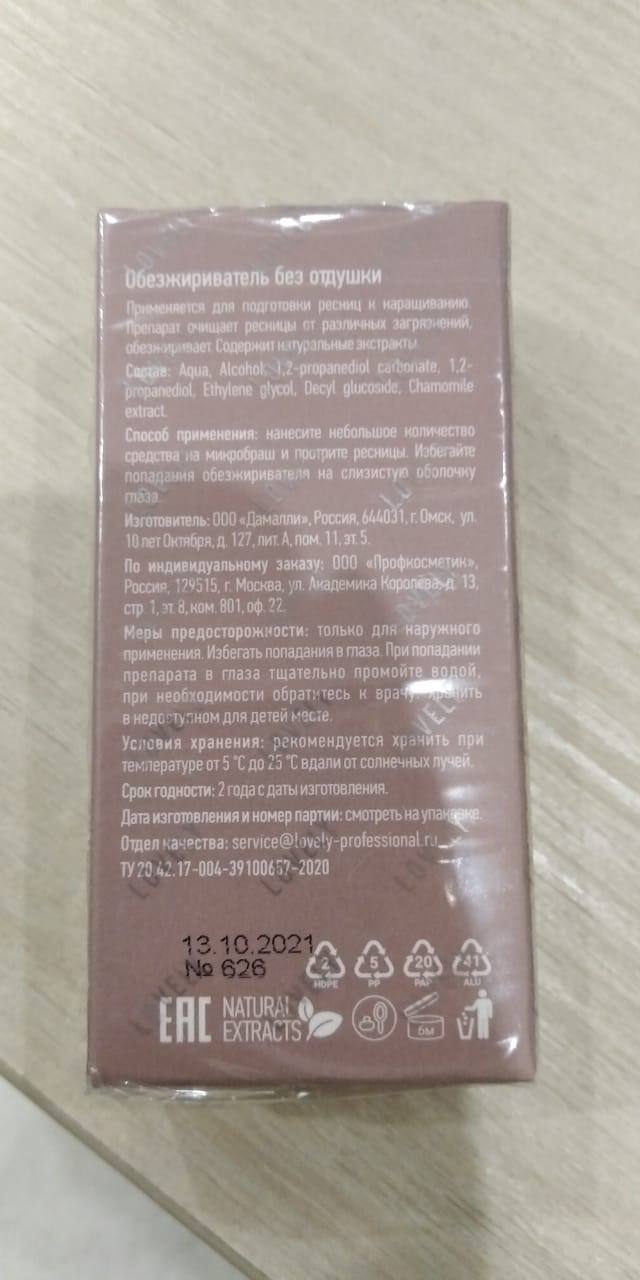 Обезжириватель без отдушки
Применяется для подготовки ресниц к наращиванию.
Препарат очищает ресницы от различных загрязнений,
обезжиривает. Содержит натуральные экстракты.
Состав: Aqua, Alcohol, 1,2-propanediol carbonate, 1,2-
propanediol, Ethylene glycol, Decyl glucoside, Chamomile
extract.
Способ применения: нанесите небольшое количество
средства на микробраш и протрите ресницы. Избегайте
попадания обезжиривателя на слизистую оболочку
глаза.
Изготовитель: ООО «Дамалли», Россия, 644031, г. Омск, ул.
10 лет Октября, д. 127, лит. А, пом. 11, эт. 5.
По индивидуальному заказу: ООО «Профкосметик»,
Россия, 129515, г. Москва, ул. Академика Королёва, д. 13,
стр. 1, эт. 8, ком. 801, оф. 22.
Меры предосторожности: только для наружного
применения. Избегать попадания в глаза. При попадании
препарата в глаза тщательно промойте водой,
при необходимости обратитесь к врачу. Хранить
в недоступном для детей месте.
Условия хранения: рекомендуется хранить при
температуре от 5 °C до 25 °C вдали от солнечных лучей.
Срок годности: 2 года с даты изготовления.
Дата изготовления и номер партии: смотреть на упаковке.
Отдел качества: service@lovely-professional.ru
ТУ 20.42.17-004-39100657-2020
13.10.2021
№ 626
2 5 20 41
HDPE PP PAP ALU
EAC NATURAL
EXTRACTS
6м
LOVELY
LOVELY
LOVELY